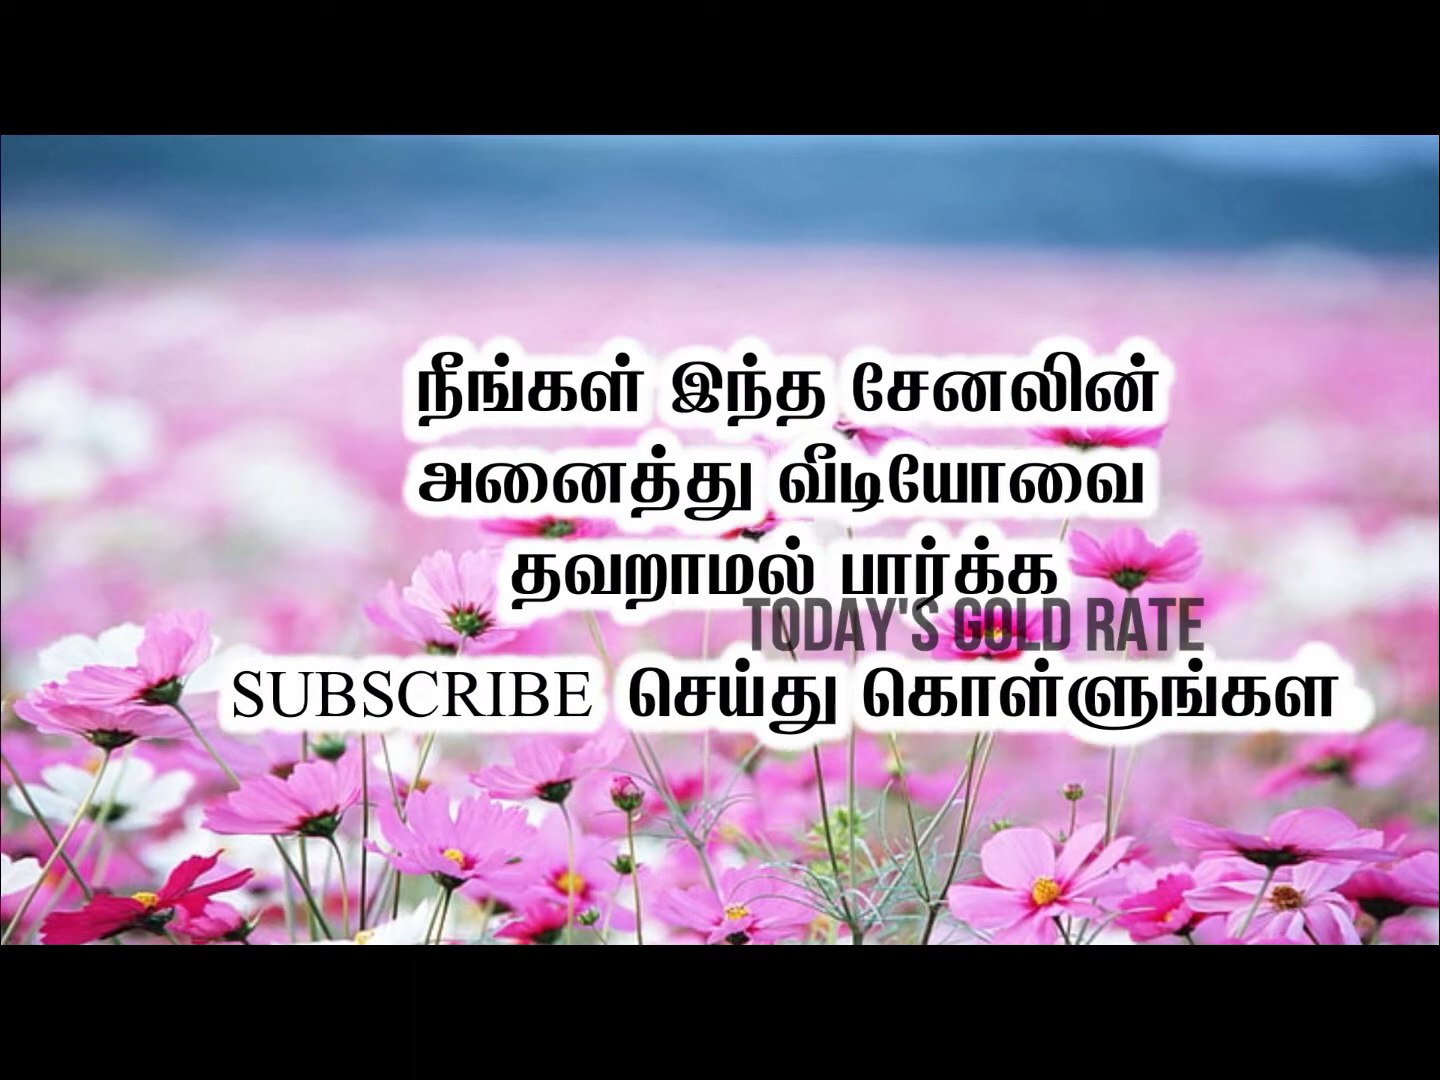 நீங்கள் இந்த சேனலின்
அனைத்து வீடியோவை
தவறாமல் பார்க்க
TODAY'S GOLD RATE
SUBSCRIBE செய்து கொள்ளுங்கள